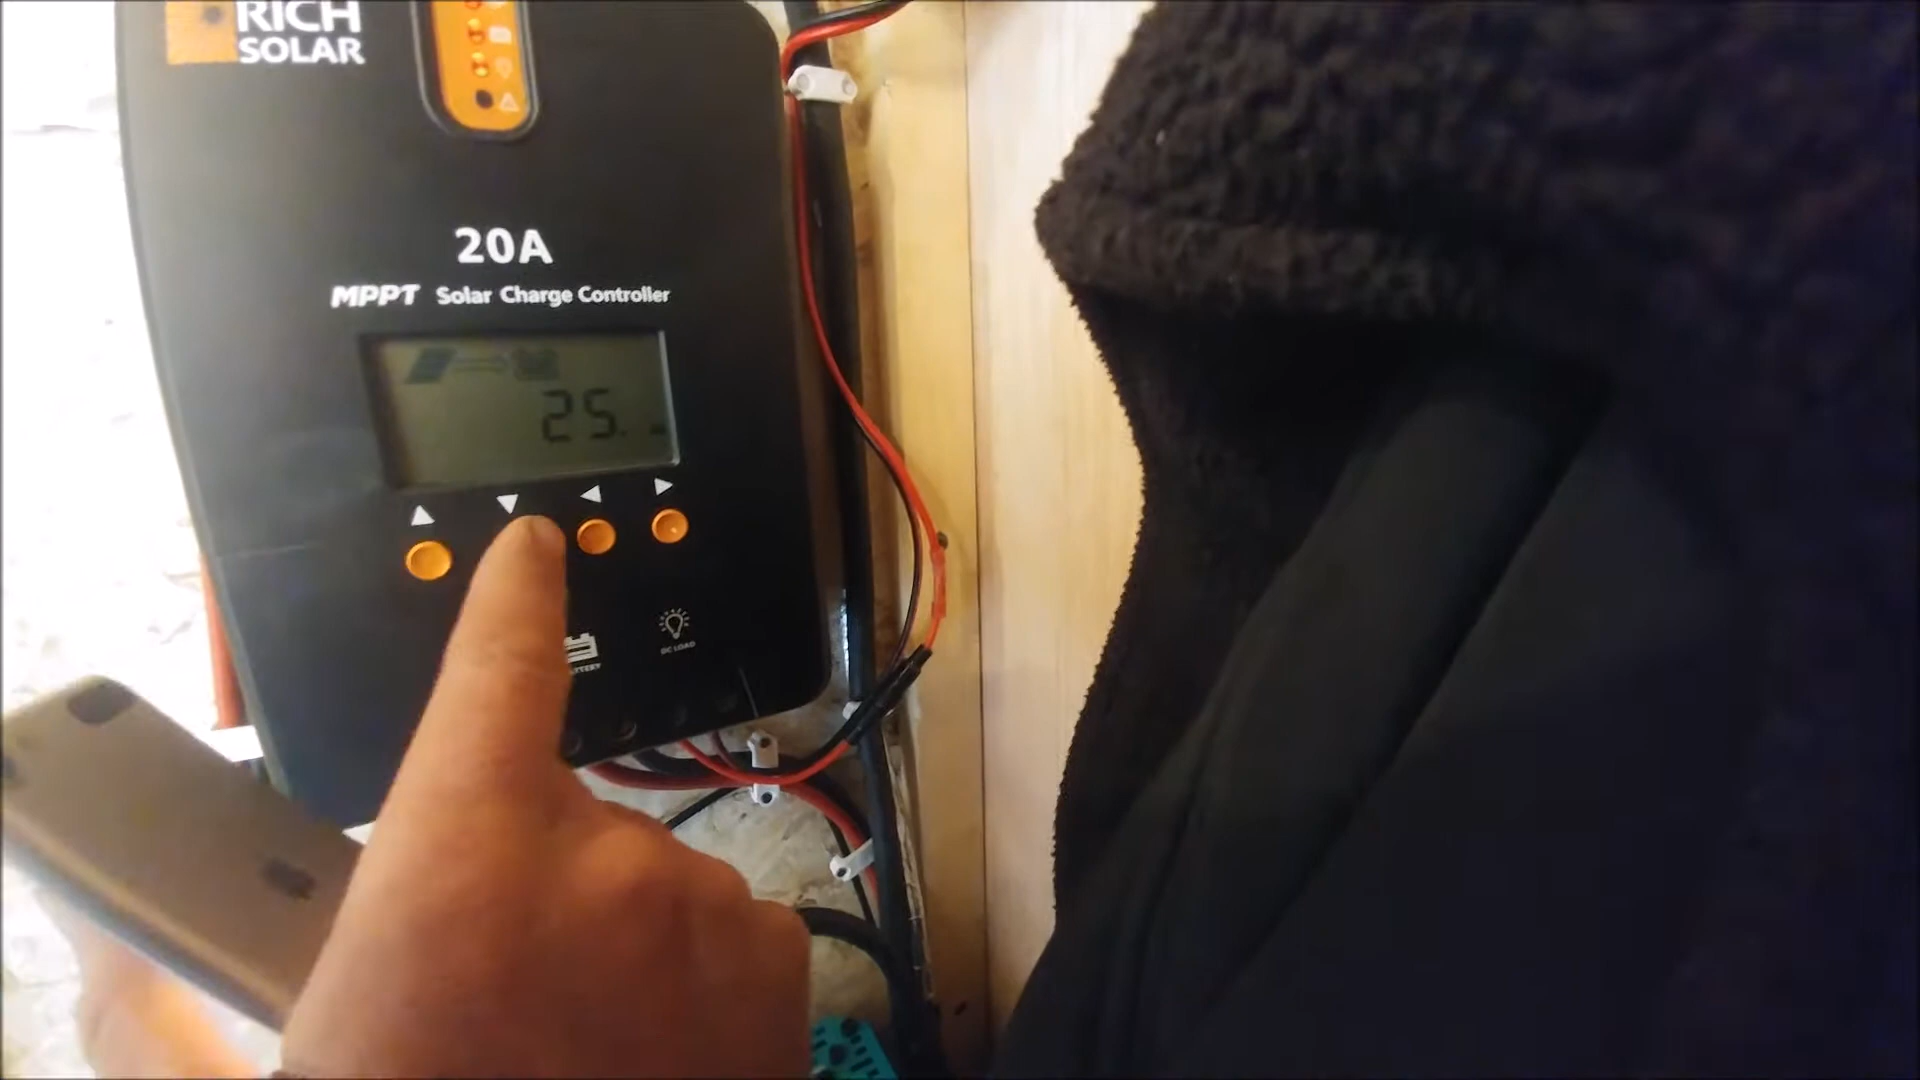 RICH
SOLAR
20A
MPPT Solar Charge Controller
25.
DC LOAD